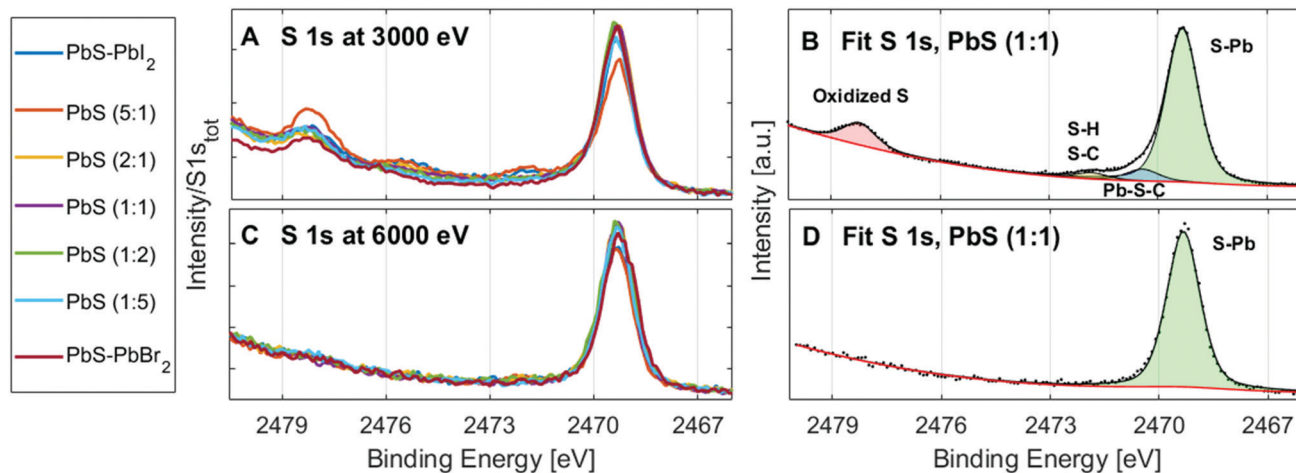 PbS-PbI2
PbS (5:1)
PbS (2:1)
PbS (1:1)
PbS (1:2)
PbS (1:5)
PbS-PbBr2
Intensity/S1s_tot
A S 1s at 3000 eV
C S 1s at 6000 eV
2479 2476 2473 2470 2467
Binding Energy [eV]
Intensity [a.u.]
B Fit S 1s, PbS (1:1)
S-Pb
Oxidized S
S-H
S-C
Pb-S-C
D Fit S 1s, PbS (1:1)
S-Pb
2479 2476 2473 2470 2467
Binding Energy [eV]